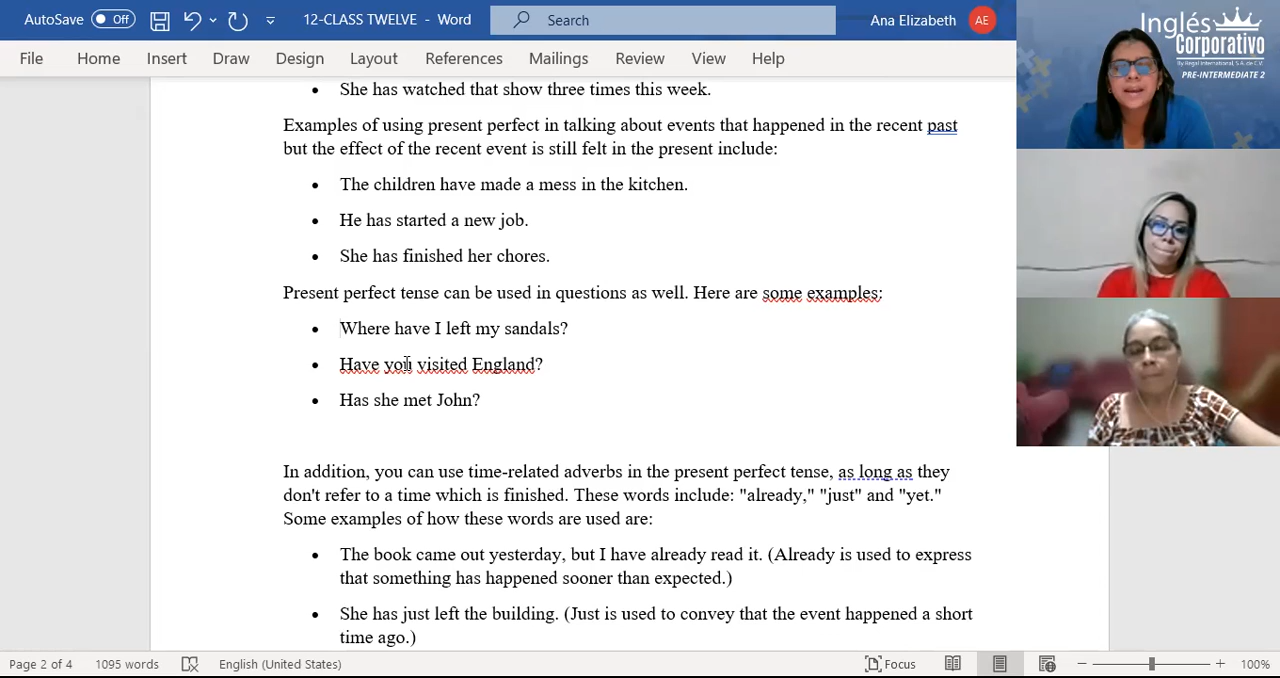 AutoSave Off 12-CLASS TWELVE - Word Search Ana Elizabeth AE
File Home Insert Draw Design Layout References Mailings Review View Help
She has watched that show three times this week.
Examples of using present perfect in talking about events that happened in the recent past
but the effect of the recent event is still felt in the present include:
The children have made a mess in the kitchen.
He has started a new job.
She has finished her chores.
Present perfect tense can be used in questions as well. Here are some examples:
Where have I left my sandals?
Have you visited England?
Has she met John?
In addition, you can use time-related adverbs in the present perfect tense, as long as they
don't refer to a time which is finished. These words include: "already," "just" and "yet."
Some examples of how these words are used are:
The book came out yesterday, but I have already read it. (Already is used to express
that something has happened sooner than expected.)
She has just left the building. (Just is used to convey that the event happened a short
time ago.)
Page 2 of 4 1095 words English (United States) Focus 100%
Inglés
Corporativo
By Regal International, S.A. de C.V.
PRE-INTERMEDIATE 2